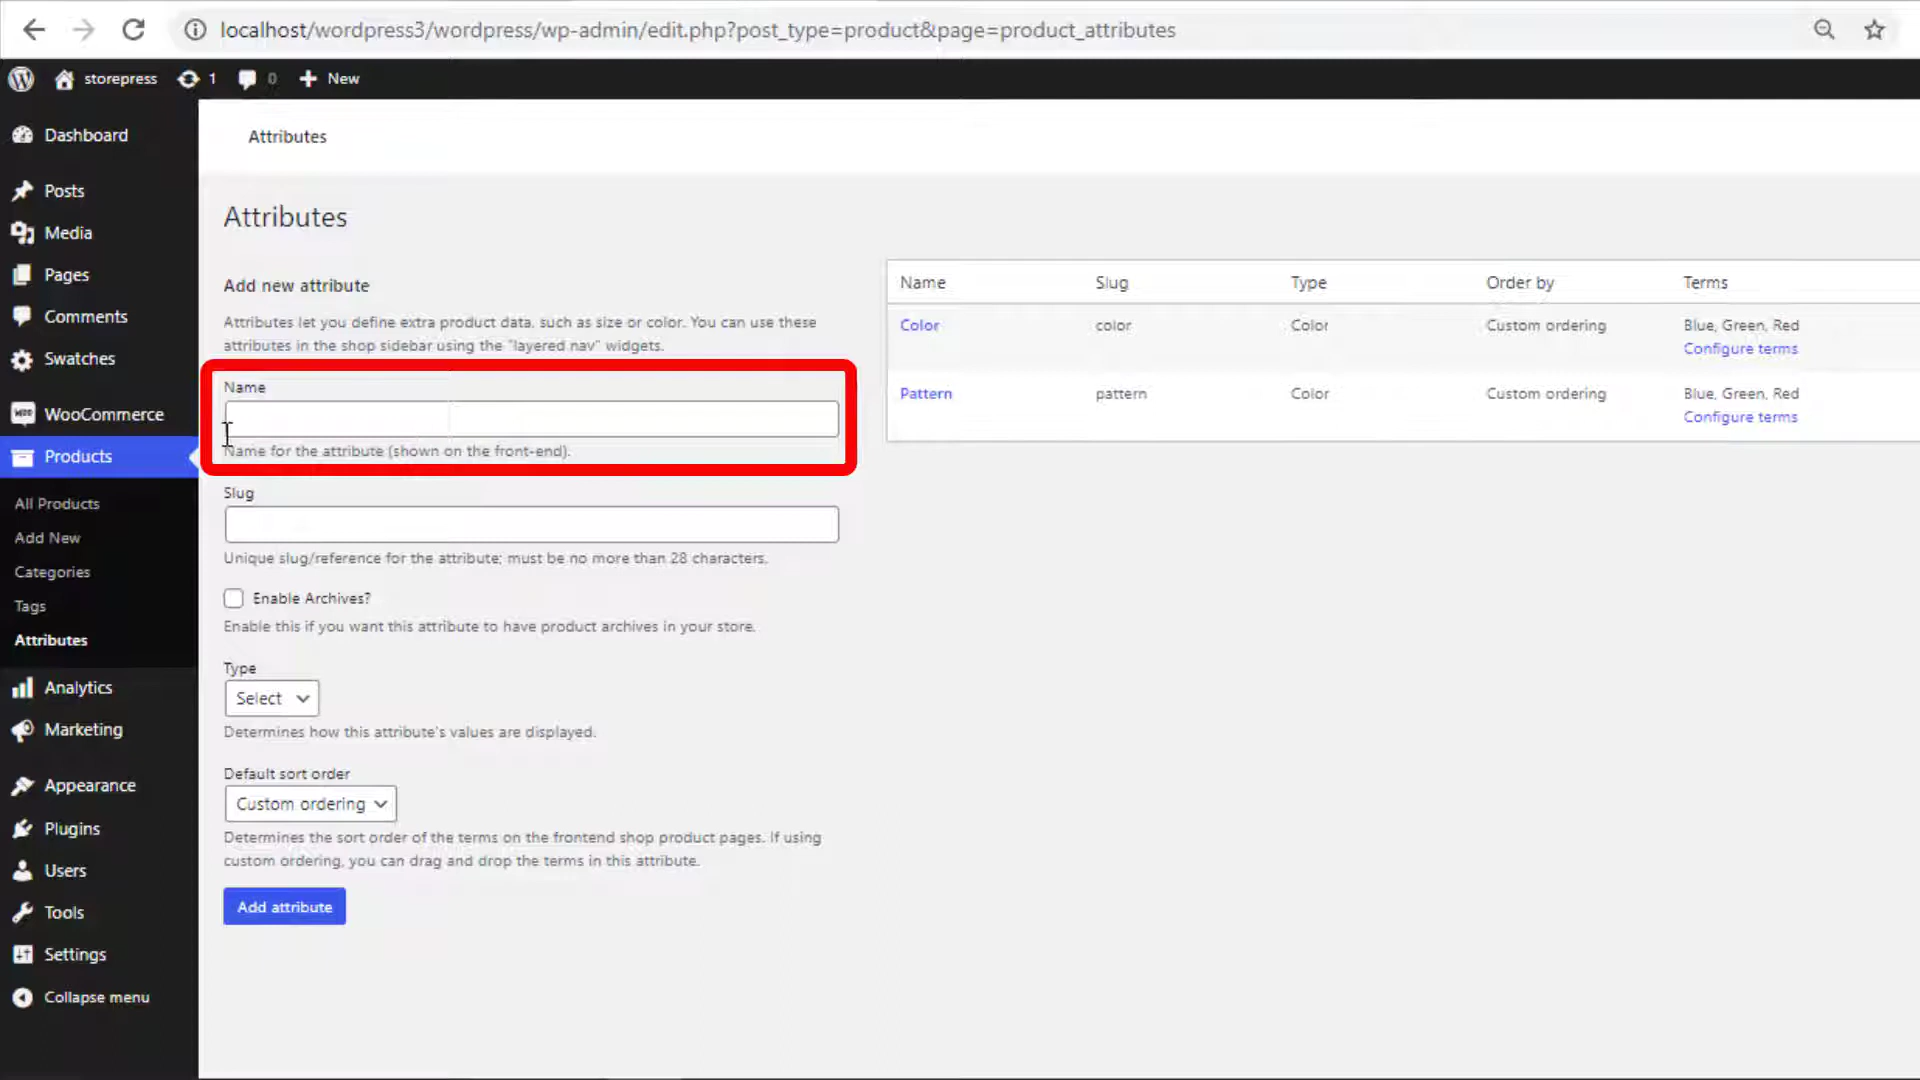 localhost/wordpress3/wordpress/wp-admin/edit.php?post_type=product&page=product_attributes
storepress 1 0 New
Dashboard
Posts
Media
Pages
Comments
Swatches
WooCommerce
Products
All Products
Add New
Categories
Tags
Attributes
Analytics
Marketing
Appearance
Plugins
Users
Tools
Settings
Collapse menu
Attributes
Attributes
Add new attribute
Attributes let you define extra product data, such as size or color. You can use these
attributes in the shop sidebar using the "layered nav" widgets.
Name
Name for the attribute (shown on the front-end).
Slug
Unique slug/reference for the attribute; must be no more than 28 characters.
Enable Archives?
Enable this if you want this attribute to have product archives in your store.
Type
Select
Determines how this attribute's values are displayed.
Default sort order
Custom ordering
Determines the sort order of the terms on the frontend shop product pages. If using
custom ordering, you can drag and drop the terms in this attribute.
Add attribute
Name Slug Type Order by Terms
Color color Color Custom ordering Blue, Green, Red
Configure terms
Pattern pattern Color Custom ordering Blue, Green, Red
Configure terms